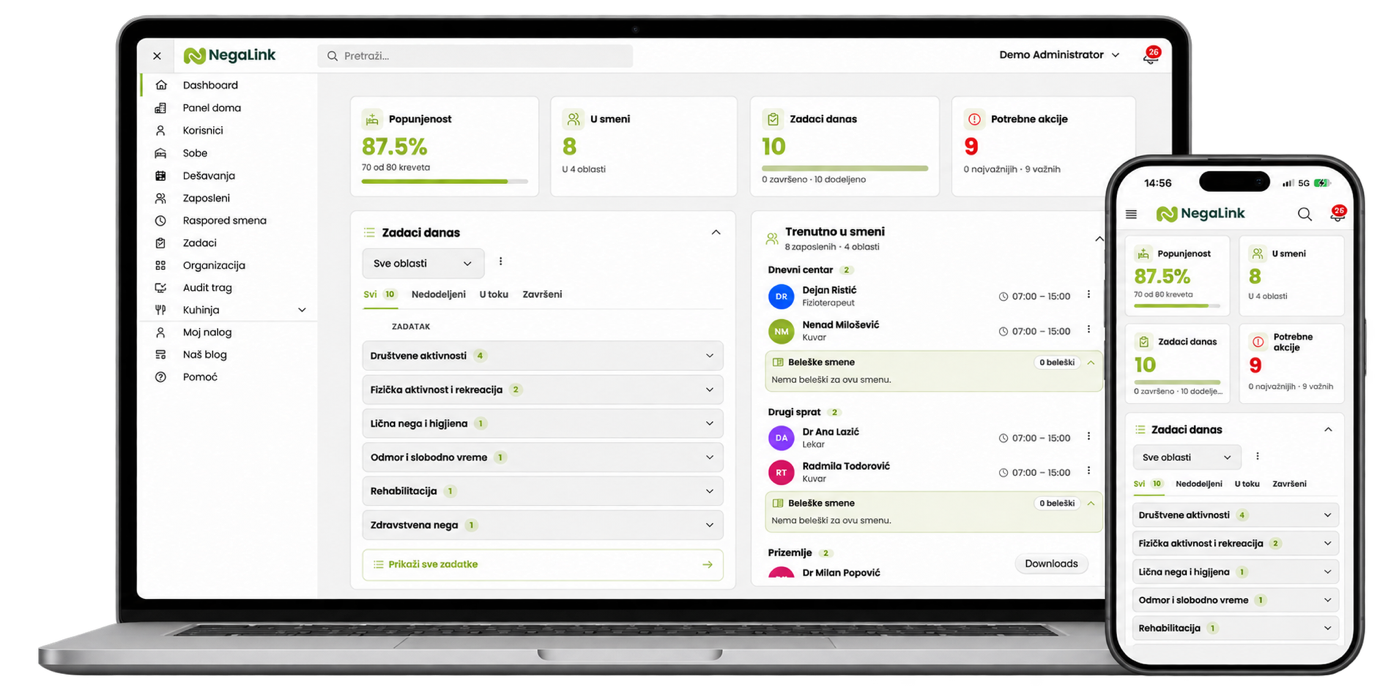 NegaLink
Pretraži...
Demo Administrator
26
Dashboard
Panel doma
Korisnici
Sobe
Dešavanja
Zaposleni
Raspored smena
Zadaci
Organizacija
Audit trag
Kuhinja
Moj nalog
Naš blog
Pomoć
Popunjenost
87.5%
70 od 80 kreveta
U smeni
8
U 4 oblasti
Zadaci danas
10
0 završeno · 10 dodeljeno
Potrebne akcije
9
0 najvažnijih · 9 važnih
Zadaci danas
Sve oblasti
Svi 10 Nedodeljeni U toku Završeni
ZADATAK
Društvene aktivnosti 4
Fizička aktivnost i rekreacija 2
Lična nega i higijena 1
Odmor i slobodno vreme 1
Rehabilitacija 1
Zdravstvena nega 1
Prikaži sve zadatke
Trenutno u smeni
8 zaposlenih · 4 oblasti
Dnevni centar 2
DR Dejan Ristić 07:00 – 15:00
Fizioterapeut
NM Nenad Milošević 07:00 – 15:00
Kuvar
Beleške smene 0 beleški
Nema beleški za ovu smenu.
Drugi sprat 2
DA Dr Ana Lazić 07:00 – 15:00
Lekar
RT Radmila Todorović 07:00 – 15:00
Kuvar
Beleške smene 0 beleški
Nema beleški za ovu smenu.
Prizemlje 2
Dr Milan Popović
Downloads
14:56 5G
NegaLink
26
Popunjenost
87.5%
70 od 80 kreveta
U smeni
8
U 4 oblasti
Zadaci danas
10
0 završeno · 10 dodelje...
Potrebne
akcije
9
0 najvažnijih · 9 važnih
Zadaci danas
Sve oblasti
Svi 10 Nedodeljeni U toku Završeni
Društvene aktivnosti 4
Fizička aktivnost i rekreacija 2
Lična nega i higijena 1
Odmor i slobodno vreme 1
Rehabilitacija 1